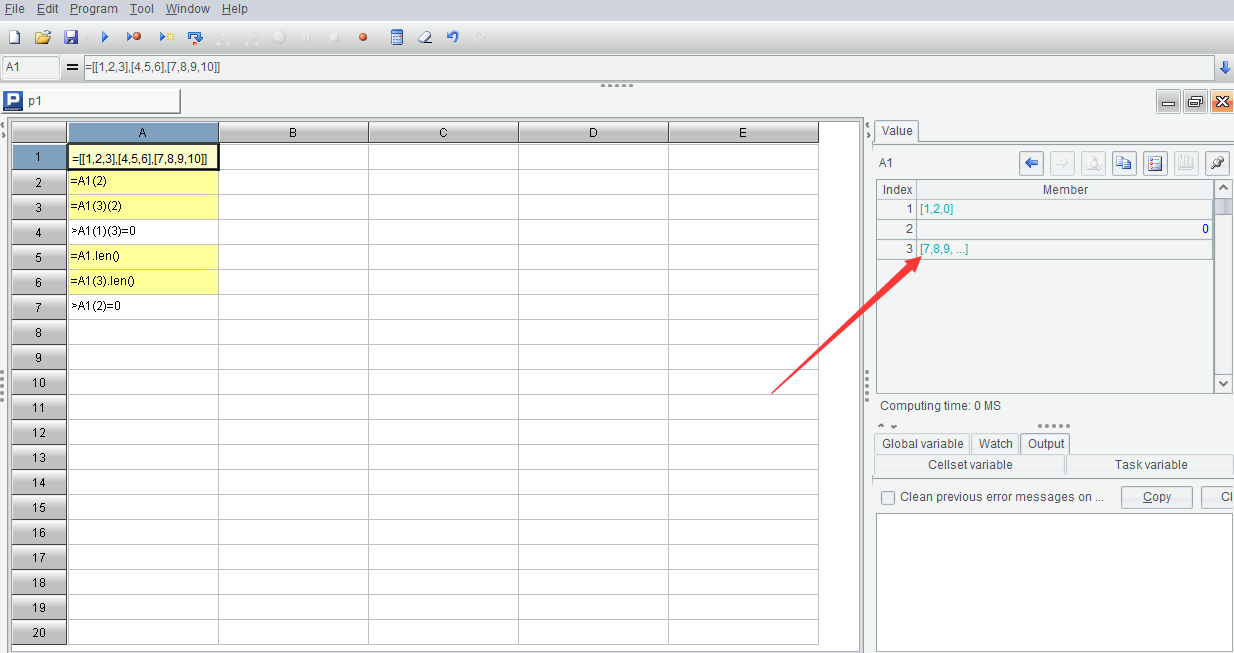 File Edit Program Tool Window Help
A1 = =[[1,2,3],[4,5,6],[7,8,9,10]]
P p1
Value
A B C D E
A1
1 =[[1,2,3],[4,5,6],[7,8,9,10]]
2 =A1(2)
3 =A1(3)(2)
4 >A1(1)(3)=0
5 =A1.len()
6 =A1(3).len()
7 >A1(2)=0
8
9
10
11
12
13
14
15
16
17
18
19
20
Index Member
1 [1,2,0]
2 0
3 [7,8,9, ...]
Computing time: 0 MS
Global variable Watch Output
Cellset variable Task variable
Clean previous error messages on ... Copy Cl